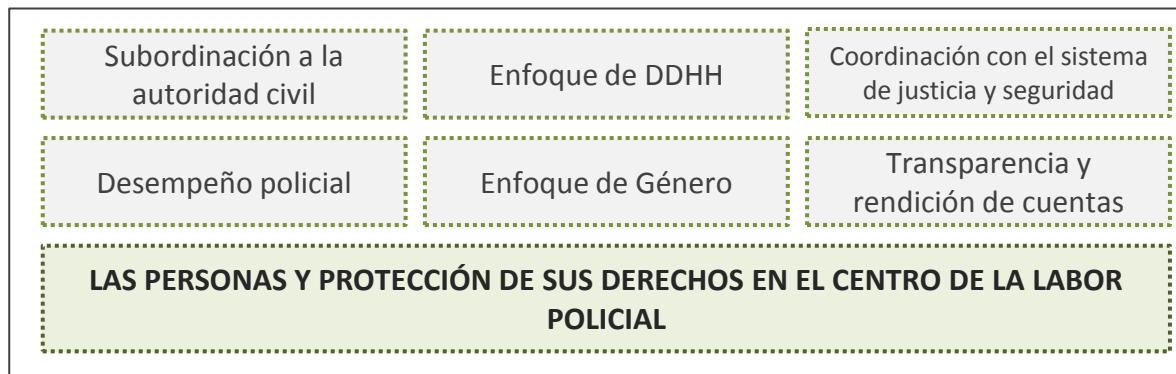 Subordinación a la
autoridad civil
Enfoque de DDHH
Coordinación con el sistema
de justicia y seguridad
Desempeño policial
Enfoque de Género
Transparencia y
rendición de cuentas
LAS PERSONAS Y PROTECCIÓN DE SUS DERECHOS EN EL CENTRO DE LA LABOR
POLICIAL